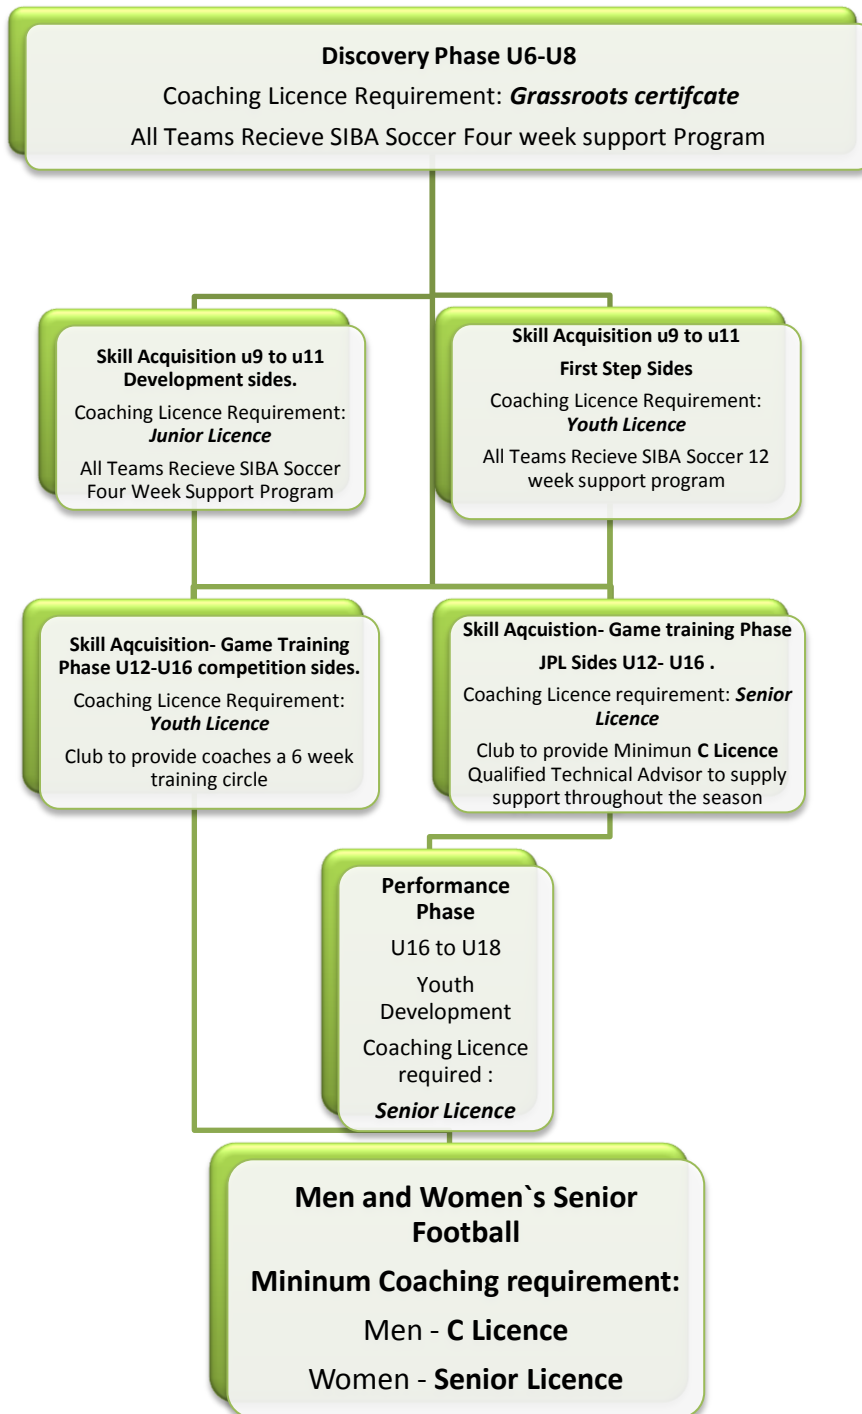 Discovery Phase U6-U8
Coaching Licence Requirement: Grassroots certifcate
All Teams Recieve SIBA Soccer Four week support Program
Skill Acquisition u9 to u11
Development sides.
Coaching Licence Requirement:
Junior Licence
All Teams Recieve SIBA Soccer
Four Week Support Program
Skill Acquisition u9 to u11
First Step Sides
Coaching Licence Requirement:
Youth Licence
All Teams Recieve SIBA Soccer 12
week support program
Skill Aqcuisition- Game Training
Phase U12-U16 competition sides.
Coaching Licence Requirement:
Youth Licence
Club to provide coaches a 6 week
training circle
Skill Aqcuistion- Game training Phase
JPL Sides U12- U16 .
Coaching Licence requirement: Senior
Licence
Club to provide Minimun C Licence
Qualified Technical Advisor to supply
support throughout the season
Performance
Phase
U16 to U18
Youth
Development
Coaching Licence
required :
Senior Licence
Men and Women`s Senior
Football
Mininum Coaching requirement:
Men - C Licence
Women - Senior Licence